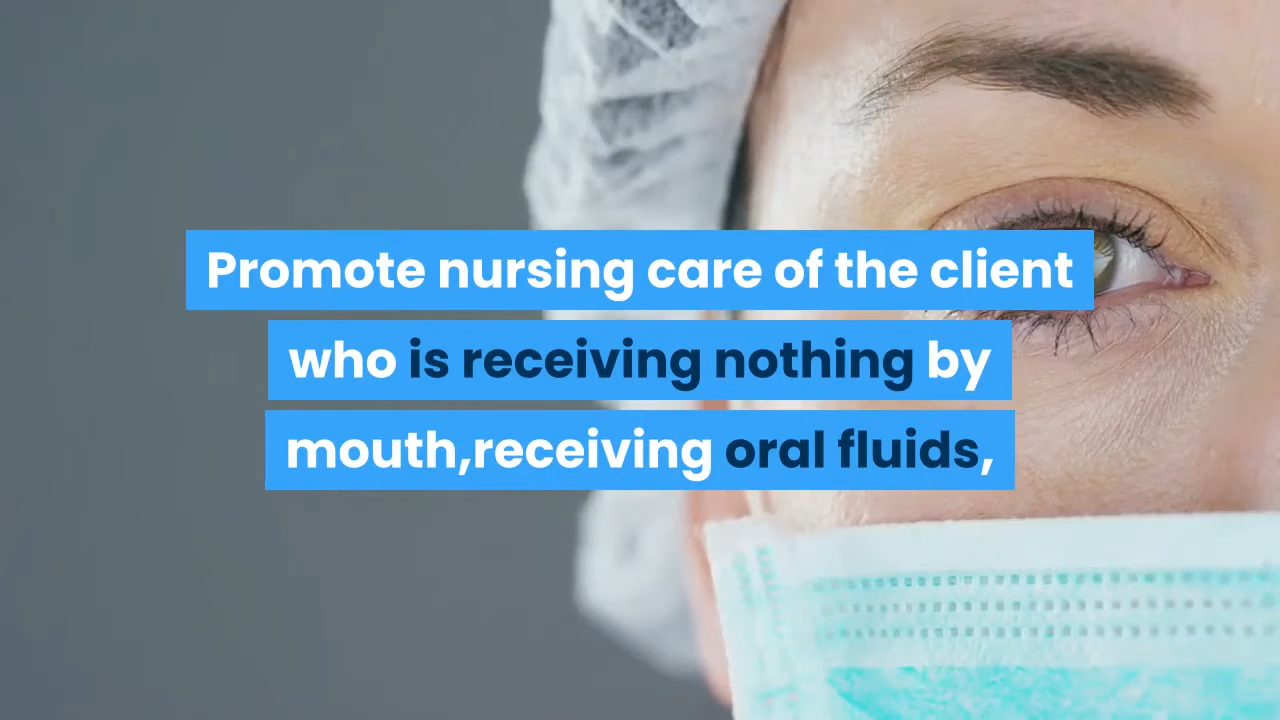 Promote nursing care of the client
who is receiving nothing by
mouth,receiving oral fluids,